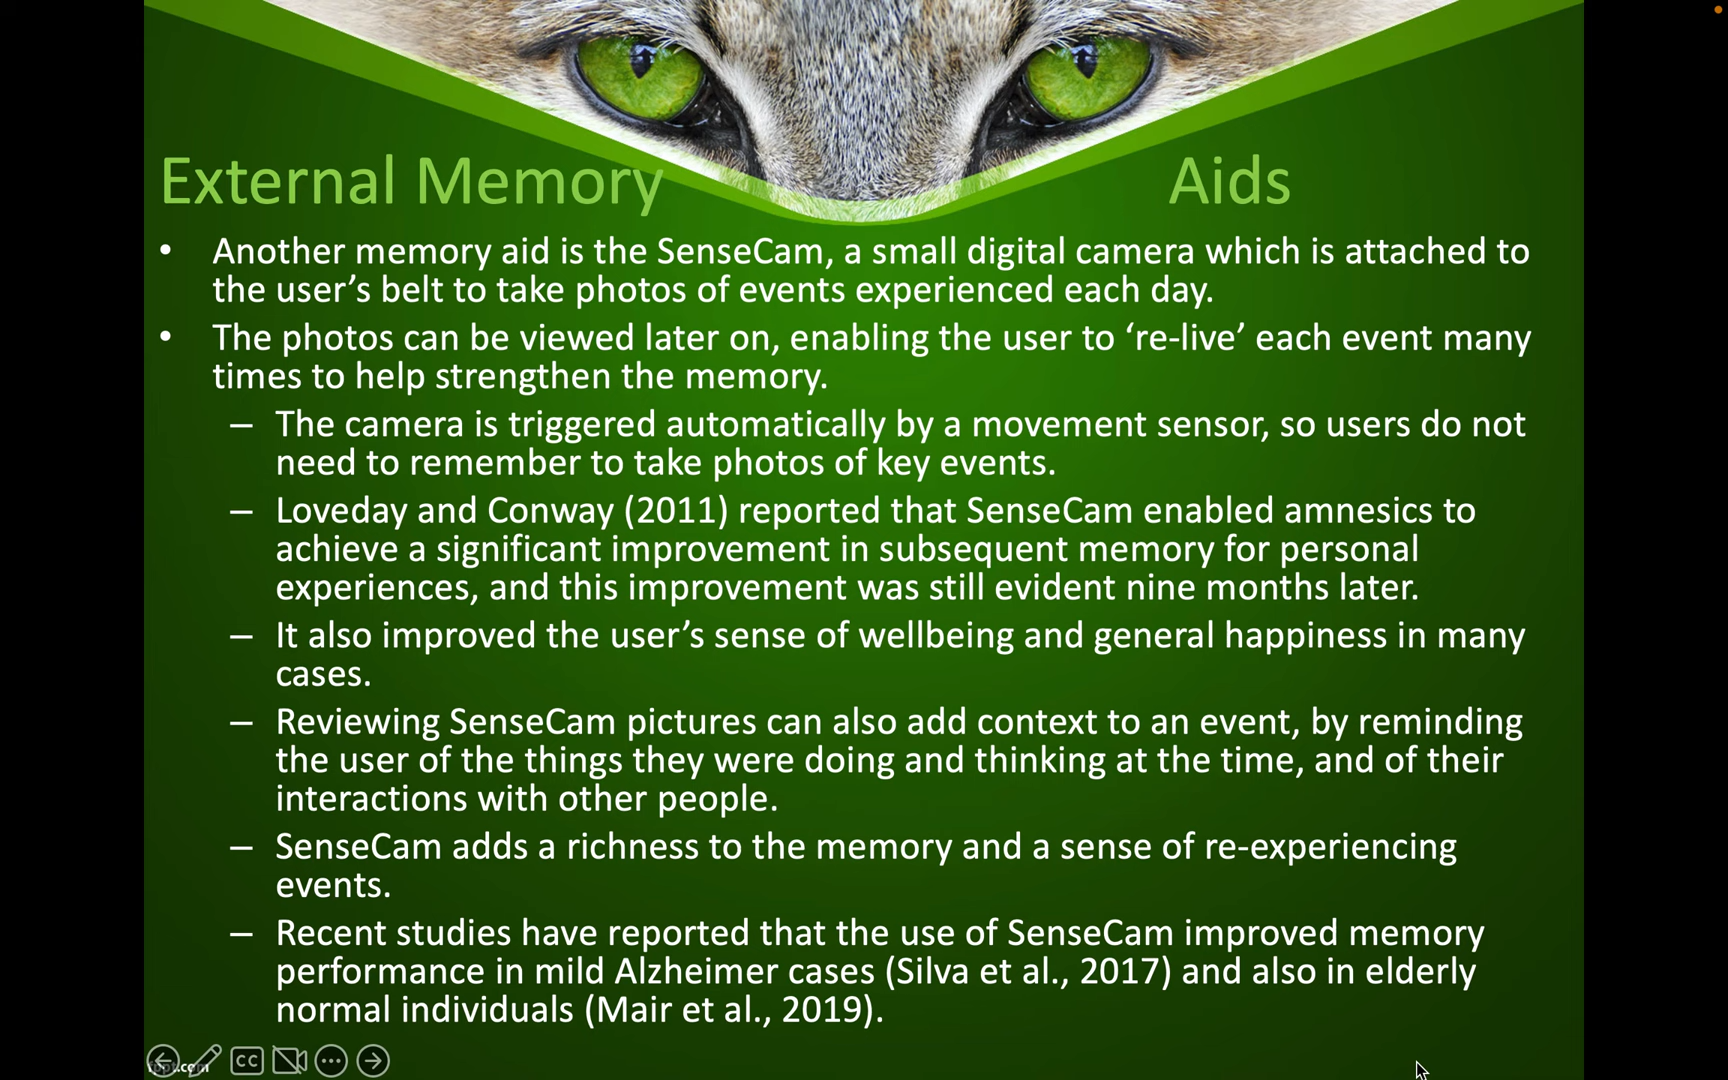 External Memory Aids
• Another memory aid is the SenseCam, a small digital camera which is attached to
the user’s belt to take photos of events experienced each day.
• The photos can be viewed later on, enabling the user to ‘re-live’ each event many
times to help strengthen the memory.
– The camera is triggered automatically by a movement sensor, so users do not
need to remember to take photos of key events.
– Loveday and Conway (2011) reported that SenseCam enabled amnesics to
achieve a significant improvement in subsequent memory for personal
experiences, and this improvement was still evident nine months later.
– It also improved the user’s sense of wellbeing and general happiness in many
cases.
– Reviewing SenseCam pictures can also add context to an event, by reminding
the user of the things they were doing and thinking at the time, and of their
interactions with other people.
– SenseCam adds a richness to the memory and a sense of re-experiencing
events.
– Recent studies have reported that the use of SenseCam improved memory
performance in mild Alzheimer cases (Silva et al., 2017) and also in elderly
normal individuals (Mair et al., 2019).
fppt.com
CC